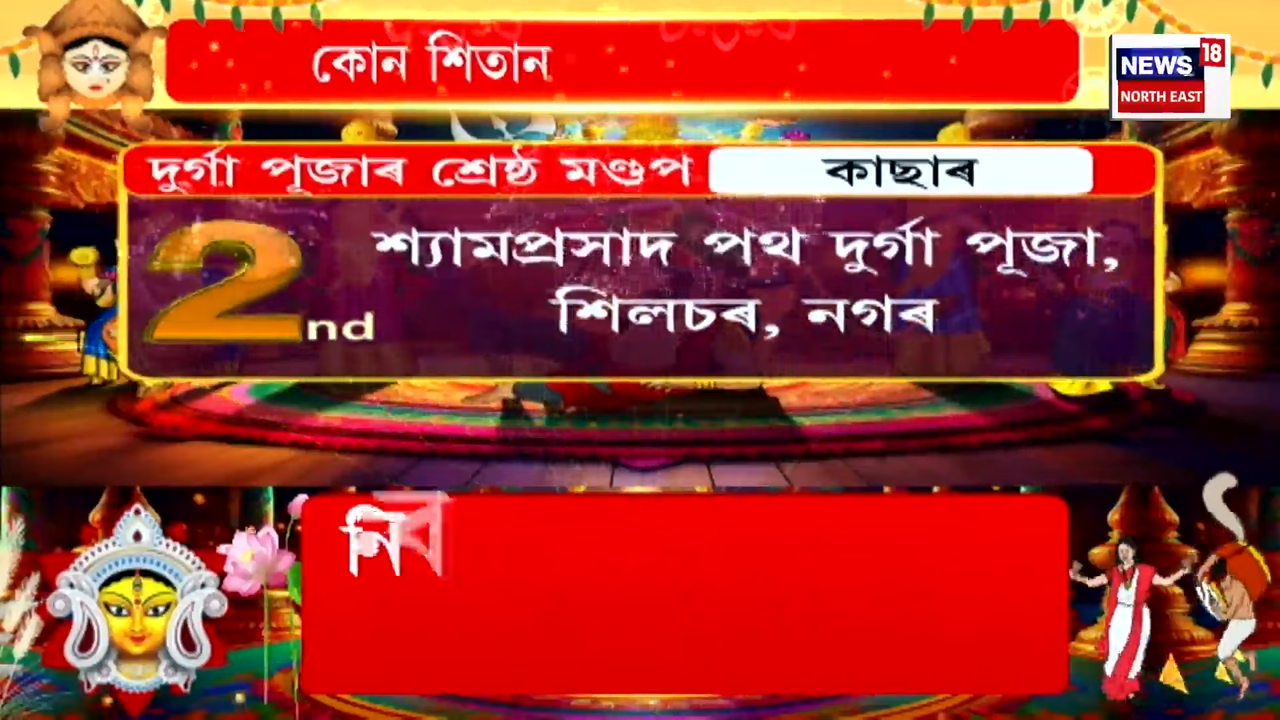 কোন শিতান
NEWS 18
NORTH EAST
দুৰ্গা পূজাৰ শ্ৰেষ্ঠ মণ্ডপ কাছাৰ
2nd শ্যামপ্ৰসাদ পথ দুৰ্গা পূজা,
শিলচৰ, নগৰ